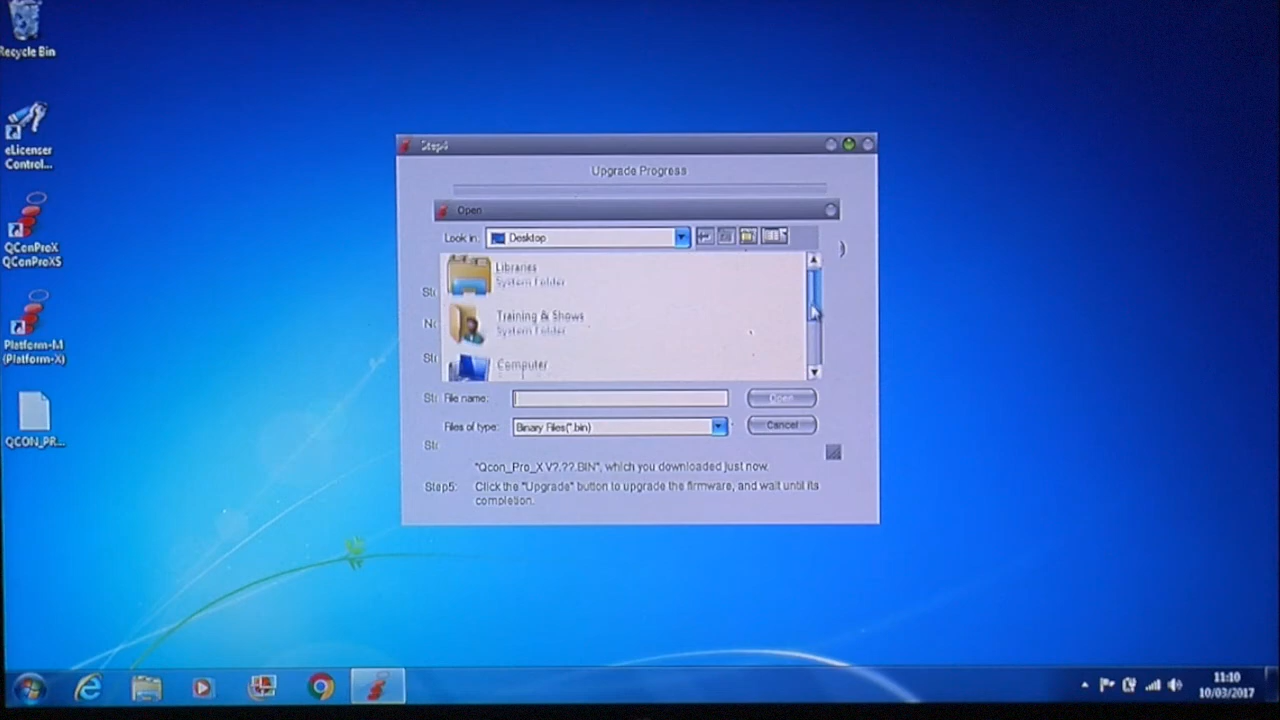 Recycle Bin
eLicenser
Control...
QConProX
QConProXS
Platform-M
(Platform-X)
QCON_PR...
Step4
Upgrade Progress
Open
Look in:
Desktop
Libraries
System Folder
Training & Shows
System Folder
Computer
File name:
Open
Files of type:
Binary Files(*.bin)
Cancel
"Qcon_Pro_X V?.??.BIN", which you downloaded just now.
Step5:
Click the "Upgrade" button to upgrade the firmware, and wait until its
completion.
11:10
10/03/2017